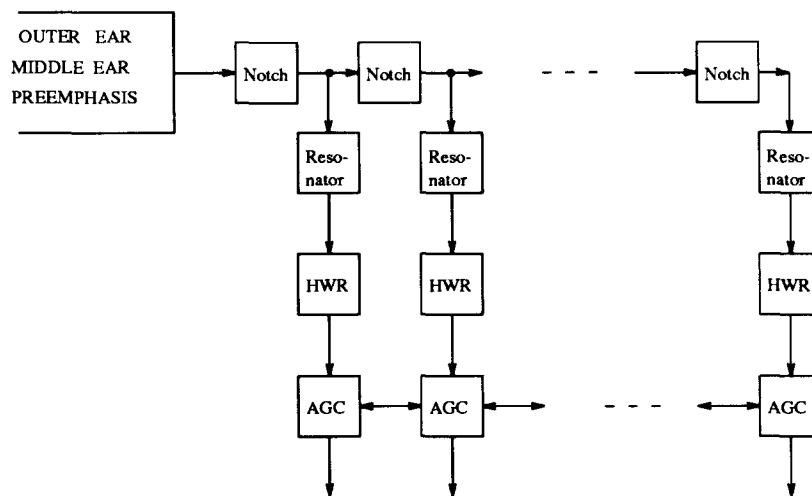 OUTER EAR
MIDDLE EAR
PREEMPHASIS
Notch
Notch
Notch
Reso-
nator
Reso-
nator
Reso-
nator
HWR
HWR
HWR
AGC
AGC
AGC